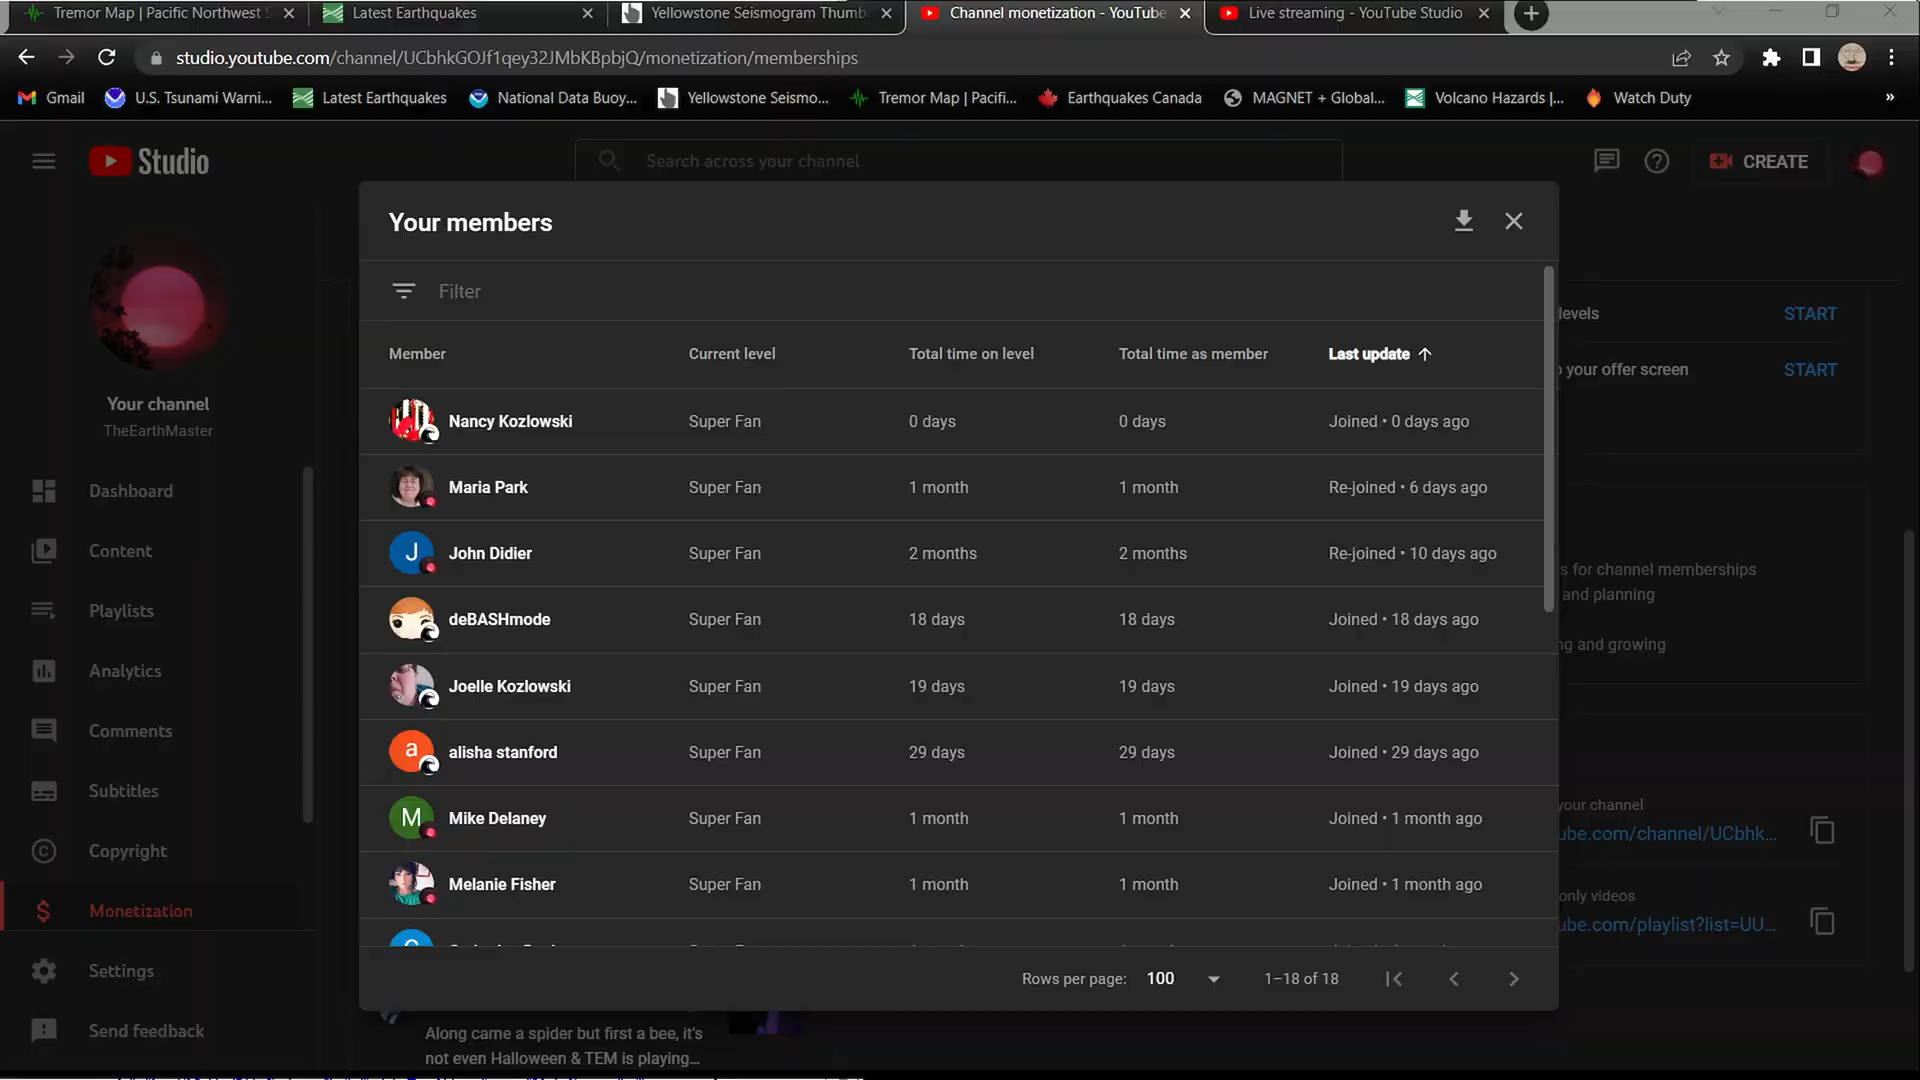 Tremor Map | Pacific Northwest
Latest Earthquakes
Yellowstone Seismogram Thumb
Channel monetization - YouTube
Live streaming - YouTube Studio
studio.youtube.com/channel/UCbhkGOJf1qey32JMbKBpbjQ/monetization/memberships
Gmail
U.S. Tsunami Warni...
Latest Earthquakes
National Data Buoy...
Yellowstone Seismo...
Tremor Map | Pacifi...
Earthquakes Canada
MAGNET + Global...
Volcano Hazards |...
Watch Duty
»
Studio
Search across your channel
CREATE
Your members
Filter
Member Current level Total time on level Total time as member Last update
Nancy Kozlowski Super Fan 0 days 0 days Joined • 0 days ago
Maria Park Super Fan 1 month 1 month Re-joined • 6 days ago
J John Didier Super Fan 2 months 2 months Re-joined • 10 days ago
deBASHmode Super Fan 18 days 18 days Joined • 18 days ago
Joelle Kozlowski Super Fan 19 days 19 days Joined • 19 days ago
a alisha stanford Super Fan 29 days 29 days Joined • 29 days ago
M Mike Delaney Super Fan 1 month 1 month Joined • 1 month ago
Melanie Fisher Super Fan 1 month 1 month Joined • 1 month ago
Rows per page: 100 1–18 of 18
Your channel
TheEarthMaster
Dashboard
Content
Playlists
Analytics
Comments
Subtitles
Copyright
Monetization
Settings
Send feedback
levels START
your offer screen START
s for channel memberships
and planning
ng and growing
your channel
ube.com/channel/UCbhk...
only videos
ube.com/playlist?list=UU...
Along came a spider but first a bee, it's
not even Halloween & TEM is playing...